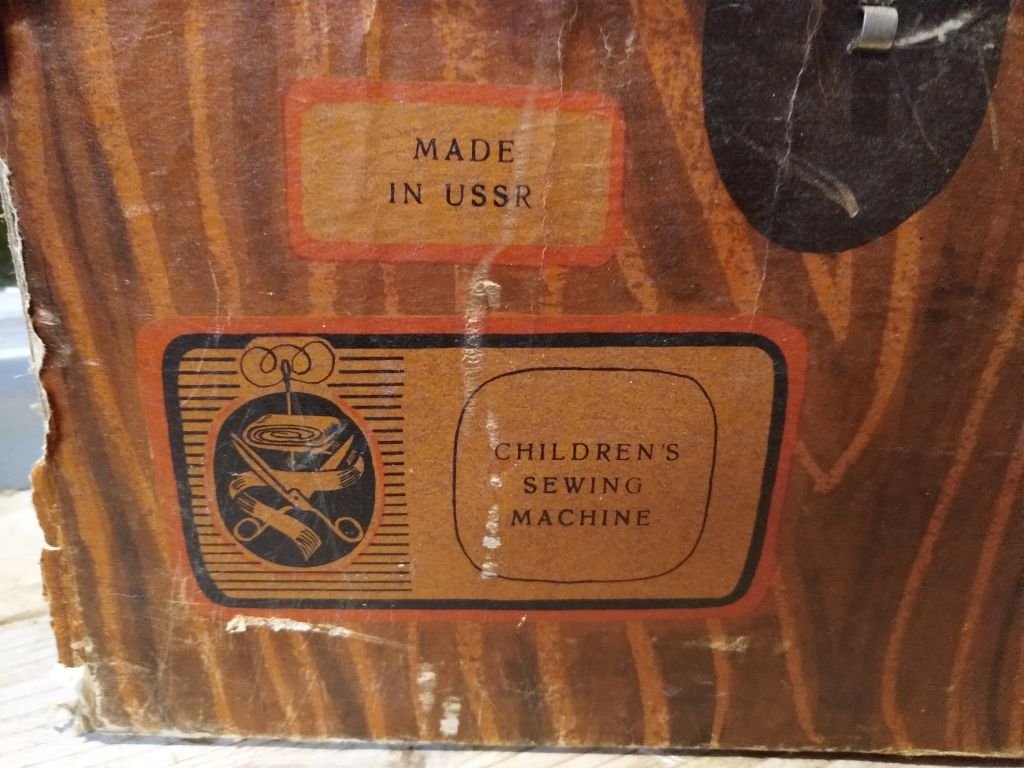 MADE
IN USSR
CHILDREN'S
SEWING
MACHINE